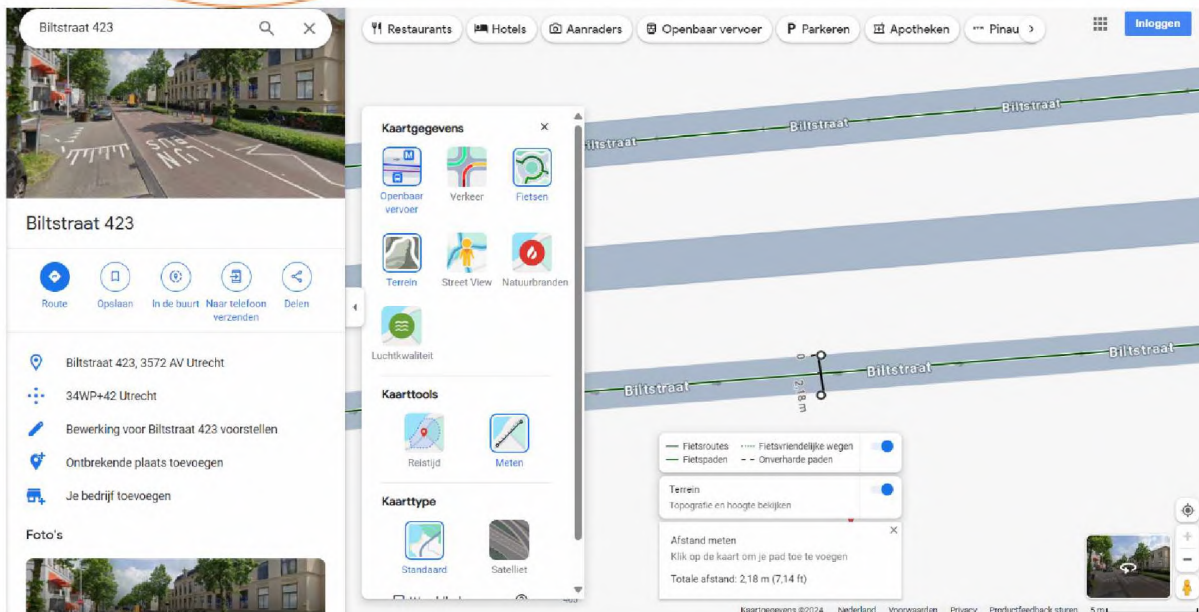 Biltstraat 423
Restaurants
Hotels
Aanraders
Openbaar vervoer
P Parkeren
Apotheken
Pinau
Inloggen
Biltstraat 423
Route
Opslaan
In de buurt
Naar telefoon
verzenden
Delen
Biltstraat 423, 3572 AV Utrecht
34WP+42 Utrecht
Bewerking voor Biltstraat 423 voorstellen
Ontbrekende plaats toevoegen
Je bedrijf toevoegen
Foto's
Kaartgegevens
Openbaar
vervoer
Verkeer
Fietsen
Terrein
Street View
Natuurbranden
Luchtkwaliteit
Kaarttools
Reistijd
Meten
Kaarttype
Standaard
Satelliet
iltstraat
Biltstraat
Biltstraat
0
2,18 m
Biltstraat
Biltstraat
Biltstraat
Fietsroutes
Fietsvriendelijke wegen
Fietspaden
Onverharde paden
Terrein
Topografie en hoogte bekijken
Afstand meten
Klik op de kaart om je pad toe te voegen
Totale afstand: 2,18 m (7,14 ft)
Kaartgegevens ©2024 Nederland Voorwaarden Privacy Productfeedback sturen 5 m